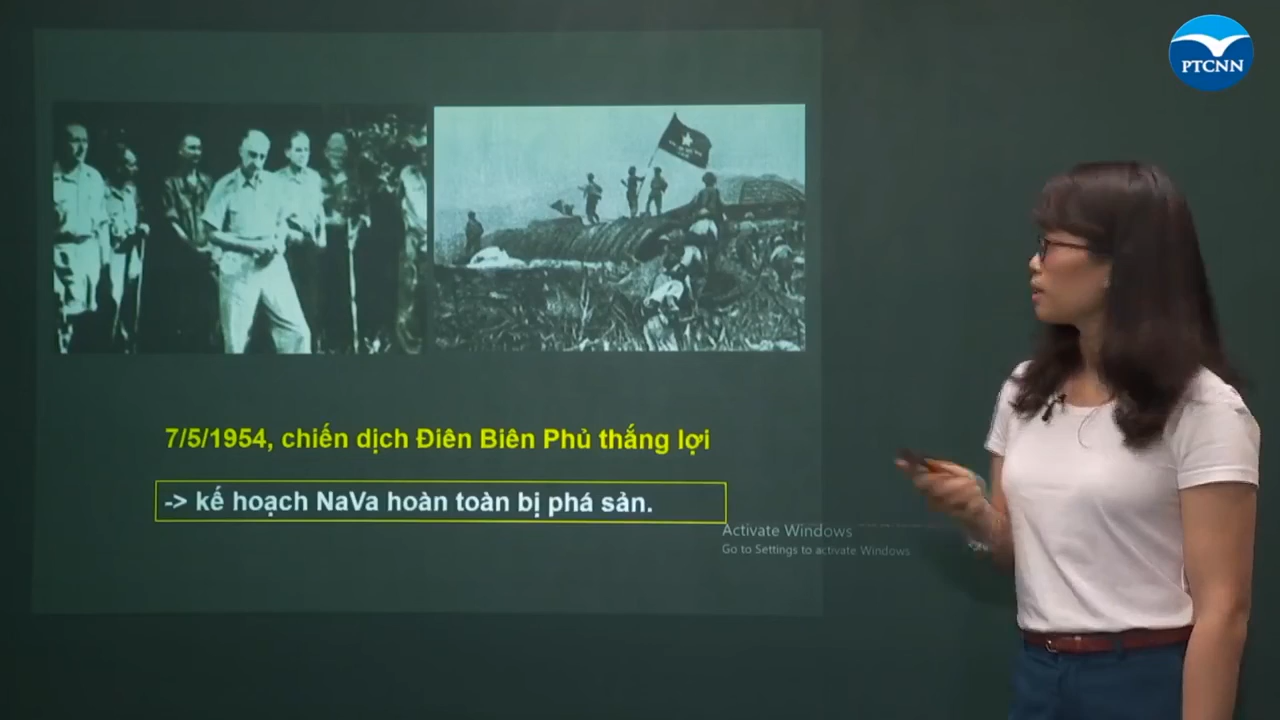 PTCNN
7/5/1954, chiến dịch Điên Biên Phủ thắng lợi
-> kế hoạch NaVa hoàn toàn bị phá sản.
Activate Windows
Go to Settings to activate Windows